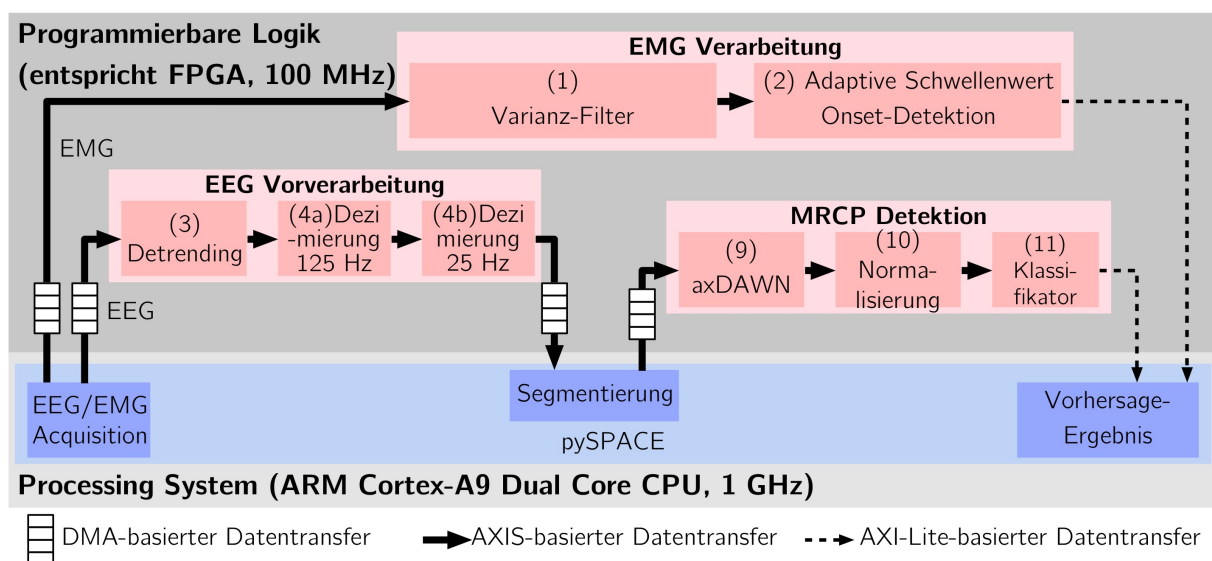 Programmierbare Logik
(entspricht FPGA, 100 MHz)
EMG Verarbeitung
(1)
Varianz-Filter
(2) Adaptive Schwellenwert
Onset-Detektion
EMG
EEG Vorverarbeitung
(3)
Detrending
(4a)Dezi
-mierung
125 Hz
(4b)Dezi
mierung
25 Hz
EEG
MRCP Detektion
(9)
axDAWN
(10)
Norma-
lisierung
(11)
Klassi-
fikator
EEG/EMG
Acquisition
Segmentierung
pySPACE
Vorhersage-
Ergebnis
Processing System (ARM Cortex-A9 Dual Core CPU, 1 GHz)
DMA-basierter Datentransfer
AXIS-basierter Datentransfer
AXI-Lite-basierter Datentransfer